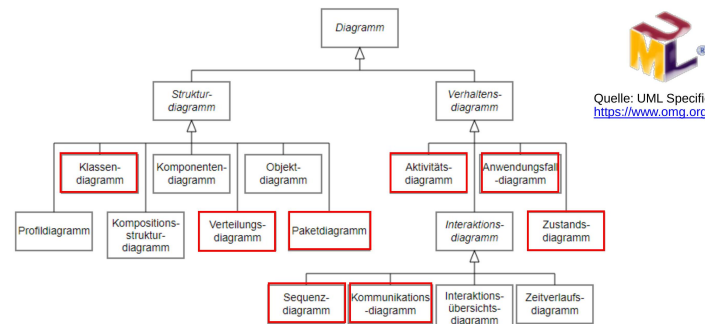 Diagramm
UML
Struktur-
diagramm
Verhaltens-
diagramm
Quelle: UML Specifi
https://www.omg.org
Klassen-
diagramm
Komponenten-
diagramm
Objekt-
diagramm
Aktivitäts-
diagramm
Anwendungsfall
-diagramm
Profildiagramm
Kompositions-
struktur-
diagramm
Verteilungs-
diagramm
Paketdiagramm
Interaktions-
diagramm
Zustands-
diagramm
Sequenz-
diagramm
Kommunikations
-diagramm
Interaktions-
übersichts-
diagramm
Zeitverlaufs-
diagramm